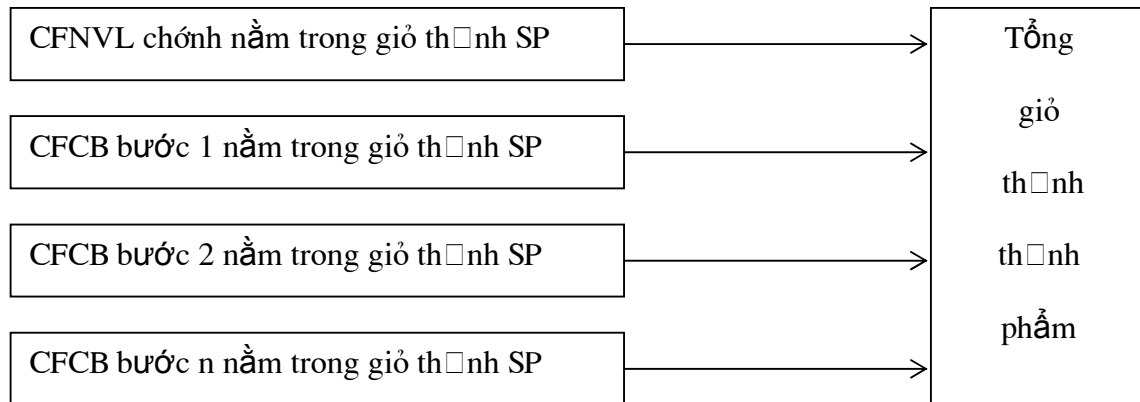 CFNVL chớnh nằm trong giỏ th□nh SP
CFCB bước 1 nằm trong giỏ th□nh SP
CFCB bước 2 nằm trong giỏ th□nh SP
CFCB bước n nằm trong giỏ th□nh SP
Tổng
giỏ
th□nh
th□nh
phẩm